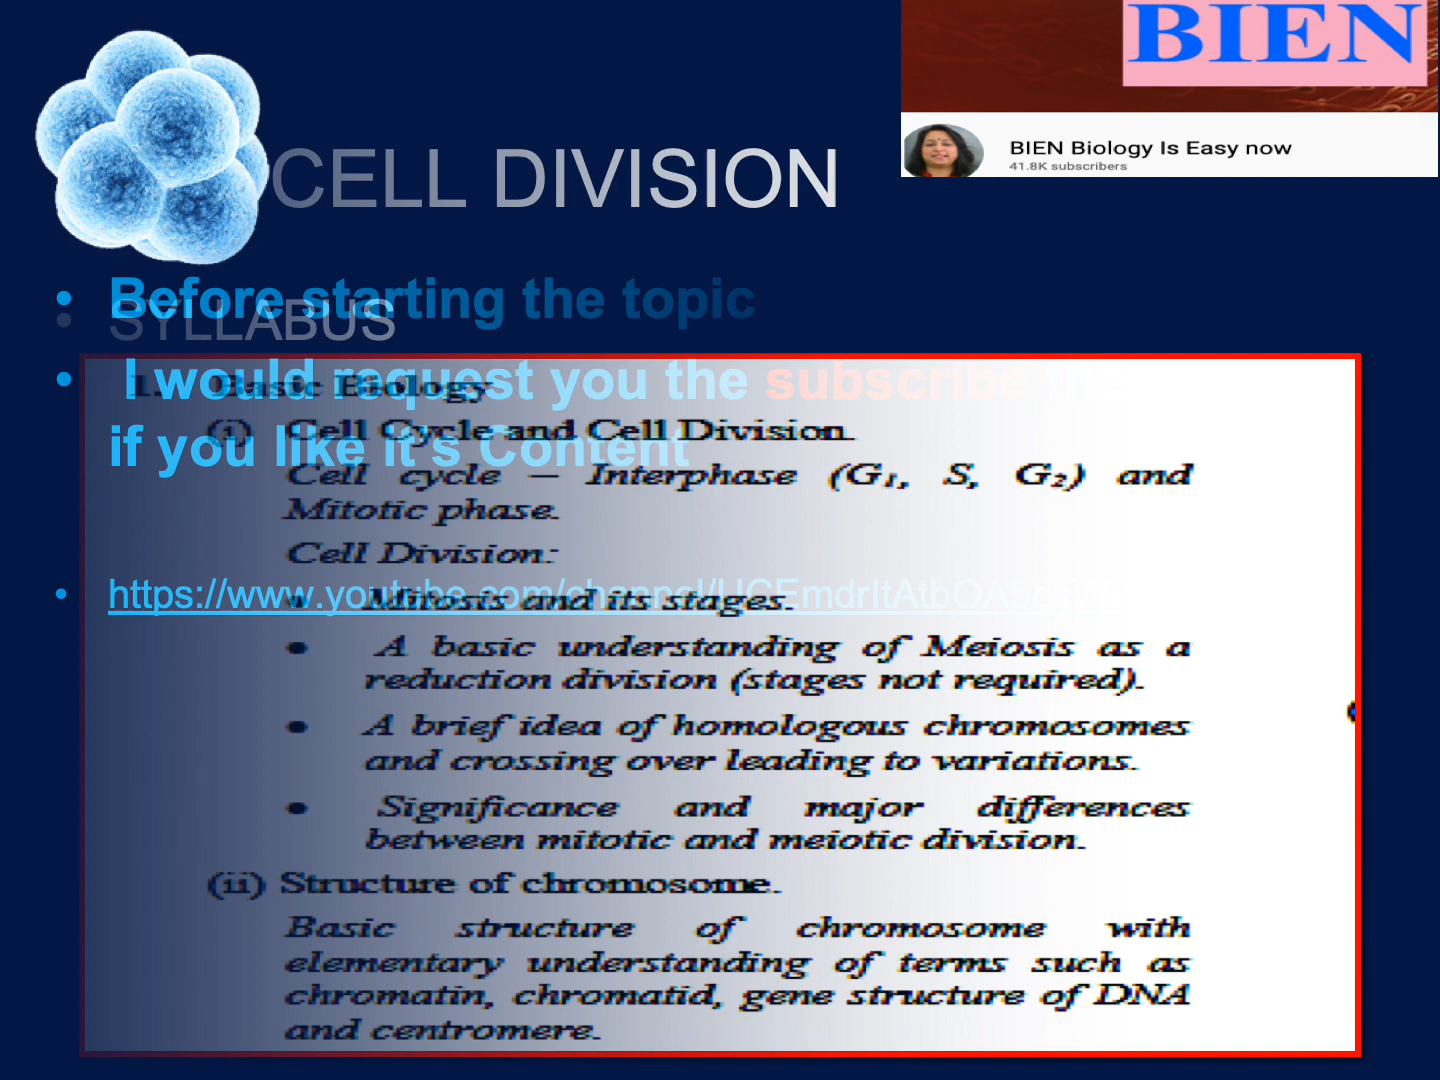 BIEN
BIEN Biology Is Easy now
41.8K subscribers
CELL DIVISION
• Before starting the topic
• SYLLABUS
• I would request you the subscribe
if you like it's Content
1. Basic Biology
(i) Cell Cycle and Cell Division.
Cell cycle – Interphase (G₁, S, G₂) and
Mitotic phase.
Cell Division:
• https://www.youtube.com/channel/
• Mitosis and its stages.
• A basic understanding of Meiosis as a
reduction division (stages not required).
• A brief idea of homologous chromosomes
and crossing over leading to variations.
• Significance and major differences
between mitotic and meiotic division.
(ii) Structure of chromosome.
Basic structure of chromosome with
elementary understanding of terms such as
chromatin, chromatid, gene structure of DNA
and centromere.